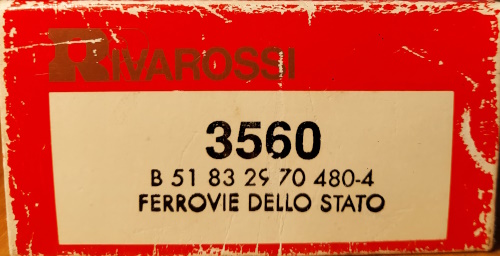 RIVAROSSI
3560
B 51 83 29 70 480-4
FERROVIE DELLO STATO